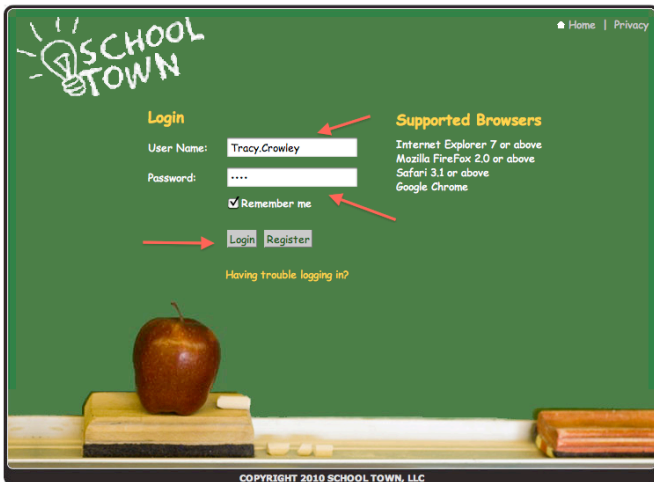 SCHOOL
TOWN
Home | Privacy
Login
User Name: Tracy.Crowley
Password: ••••
Remember me
Login Register
Having trouble logging in?
Supported Browsers
Internet Explorer 7 or above
Mozilla FireFox 2.0 or above
Safari 3.1 or above
Google Chrome
COPYRIGHT 2010 SCHOOL TOWN, LLC